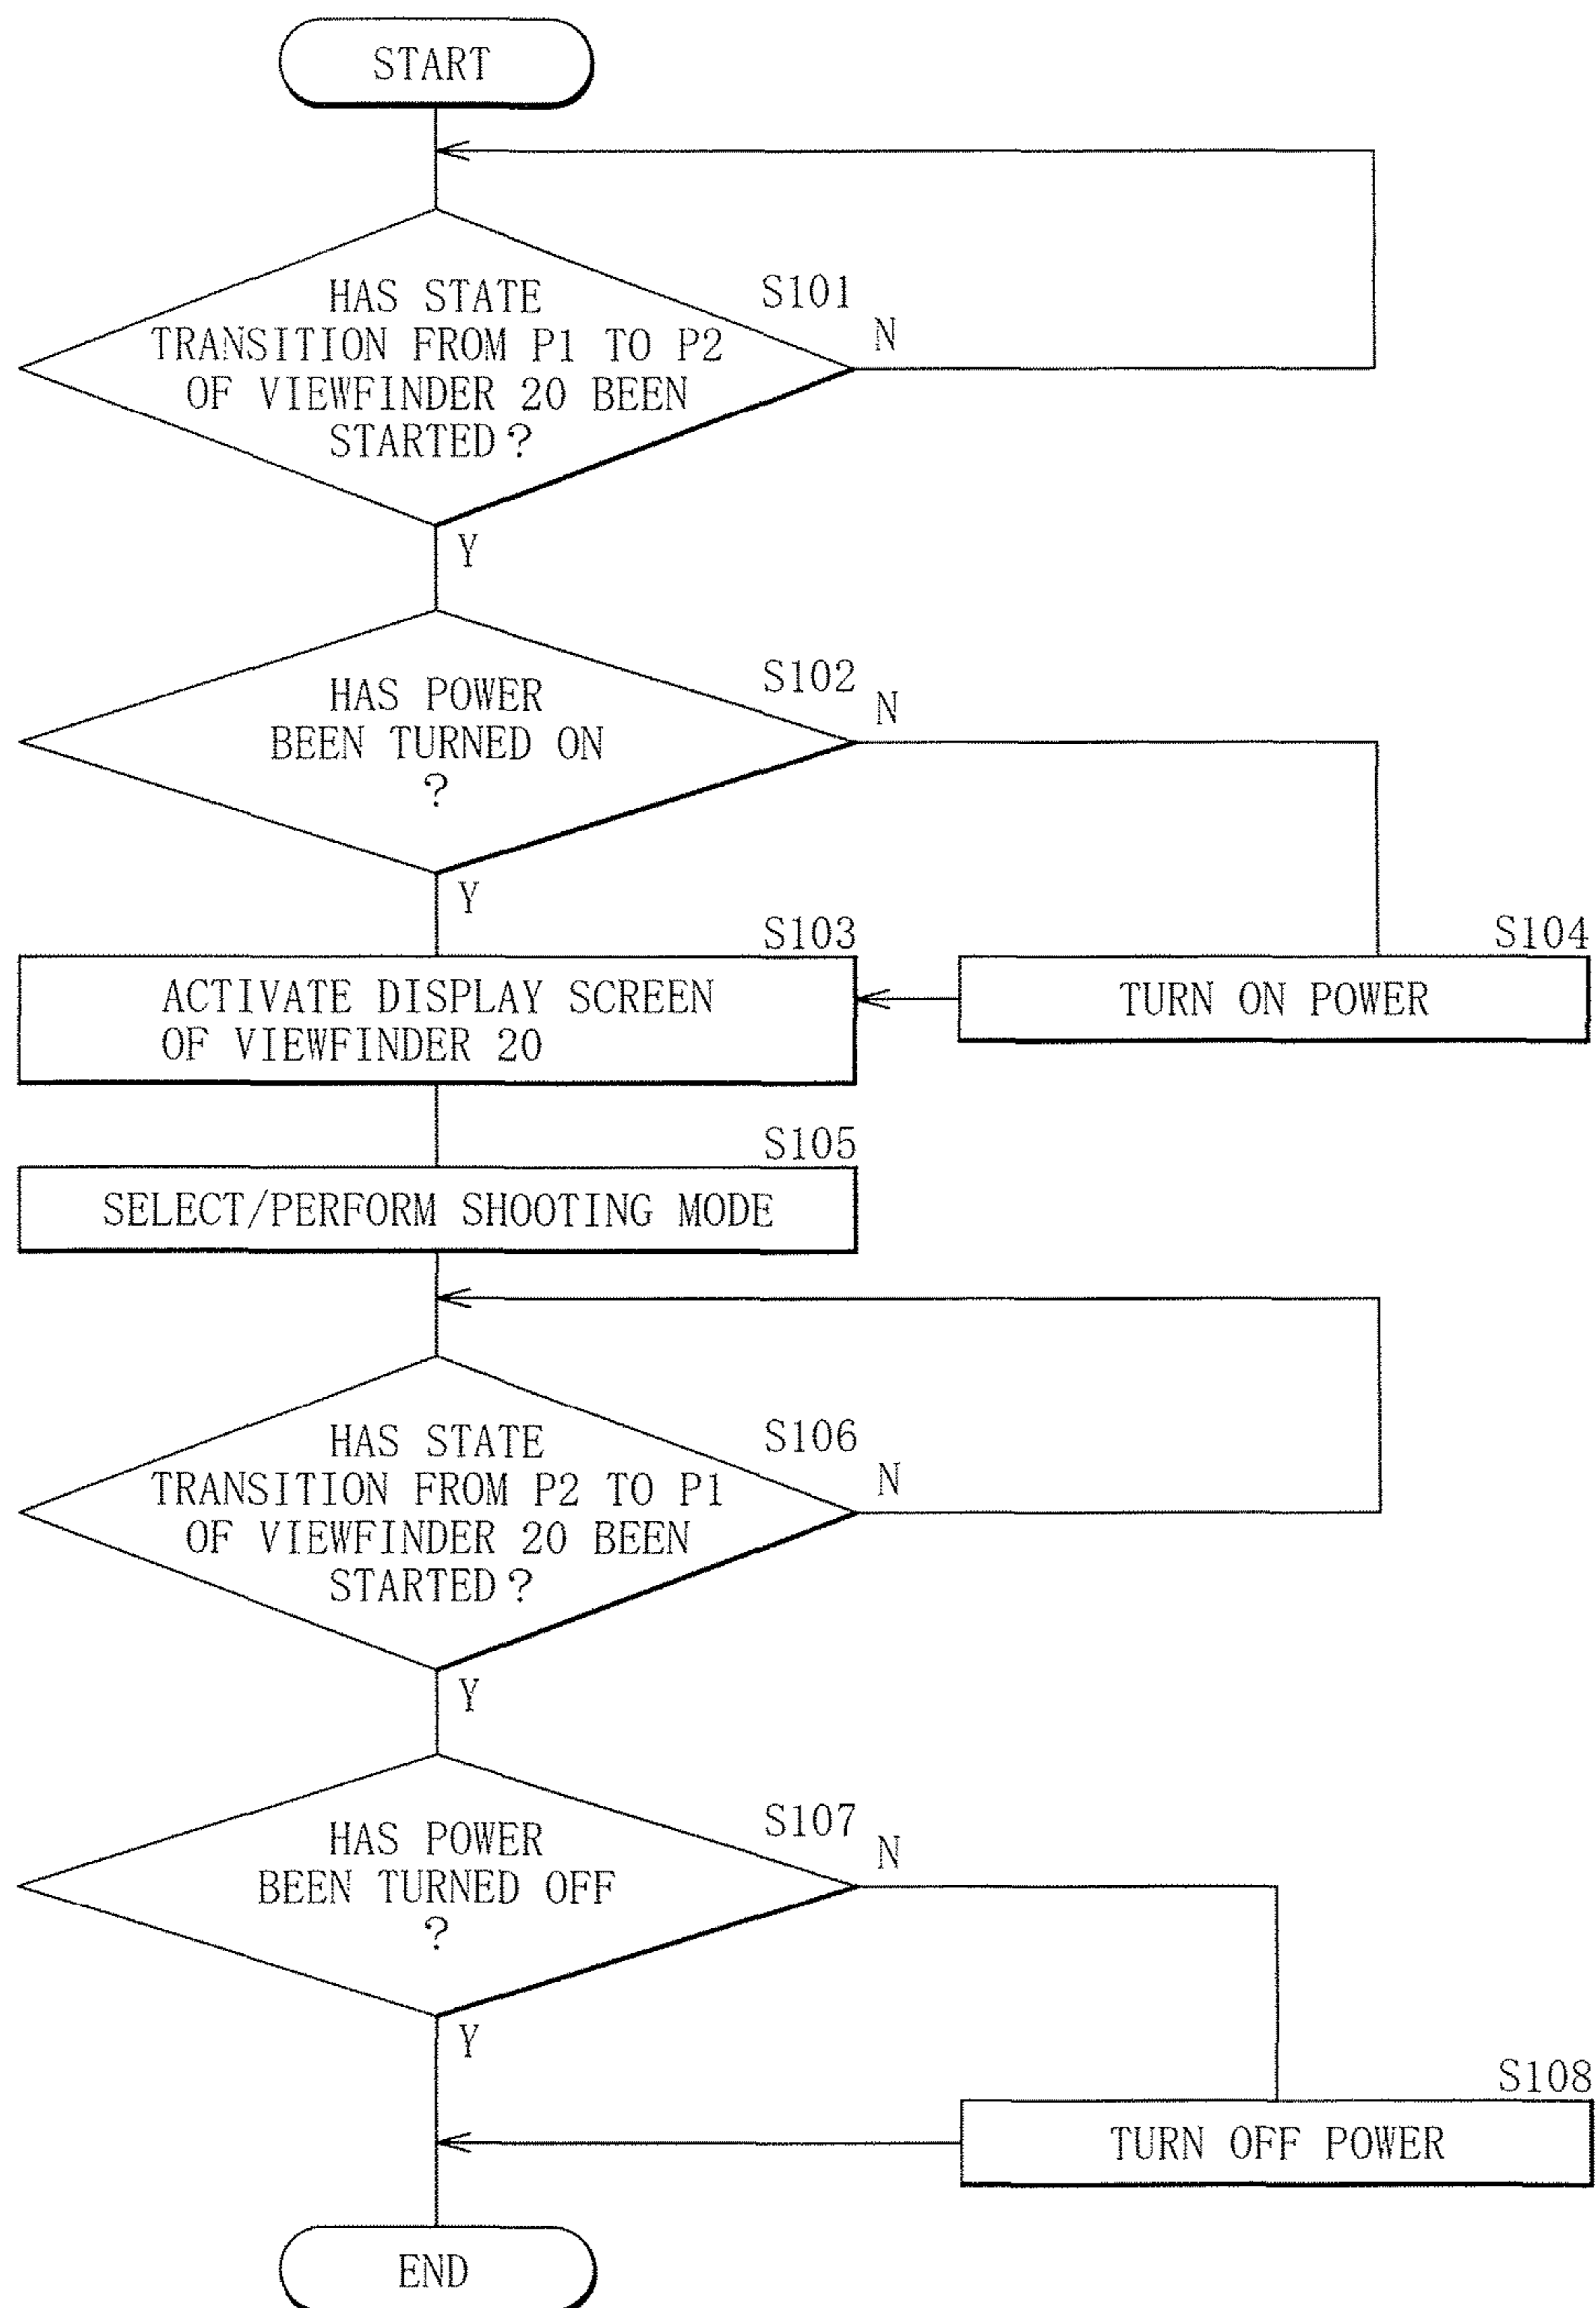 START
HAS STATE
TRANSITION FROM P1 TO P2
OF VIEWFINDER 20 BEEN
STARTED?
S101
N
Y
HAS POWER
BEEN TURNED ON
?
S102
N
Y
S103
ACTIVATE DISPLAY SCREEN
OF VIEWFINDER 20
S104
TURN ON POWER
S105
SELECT/PERFORM SHOOTING MODE
HAS STATE
TRANSITION FROM P2 TO P1
OF VIEWFINDER 20 BEEN
STARTED?
S106
N
Y
HAS POWER
BEEN TURNED OFF
?
S107
N
Y
S108
TURN OFF POWER
END